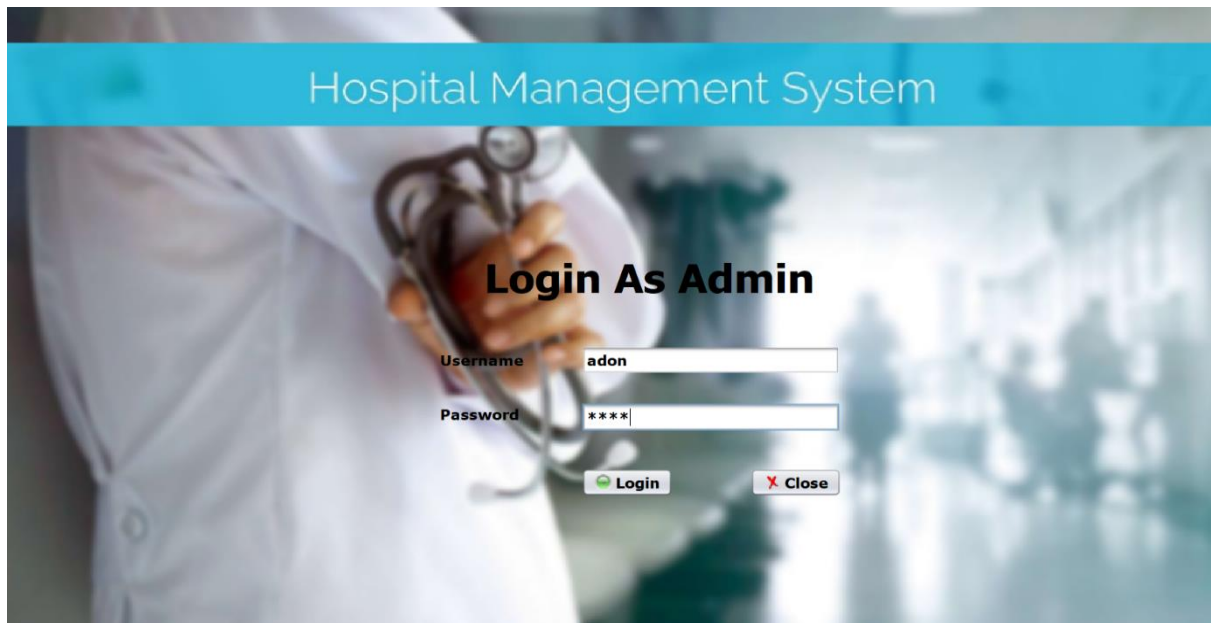 Hospital Management System
Login As Admin
Username adon
Password ****
Login Close